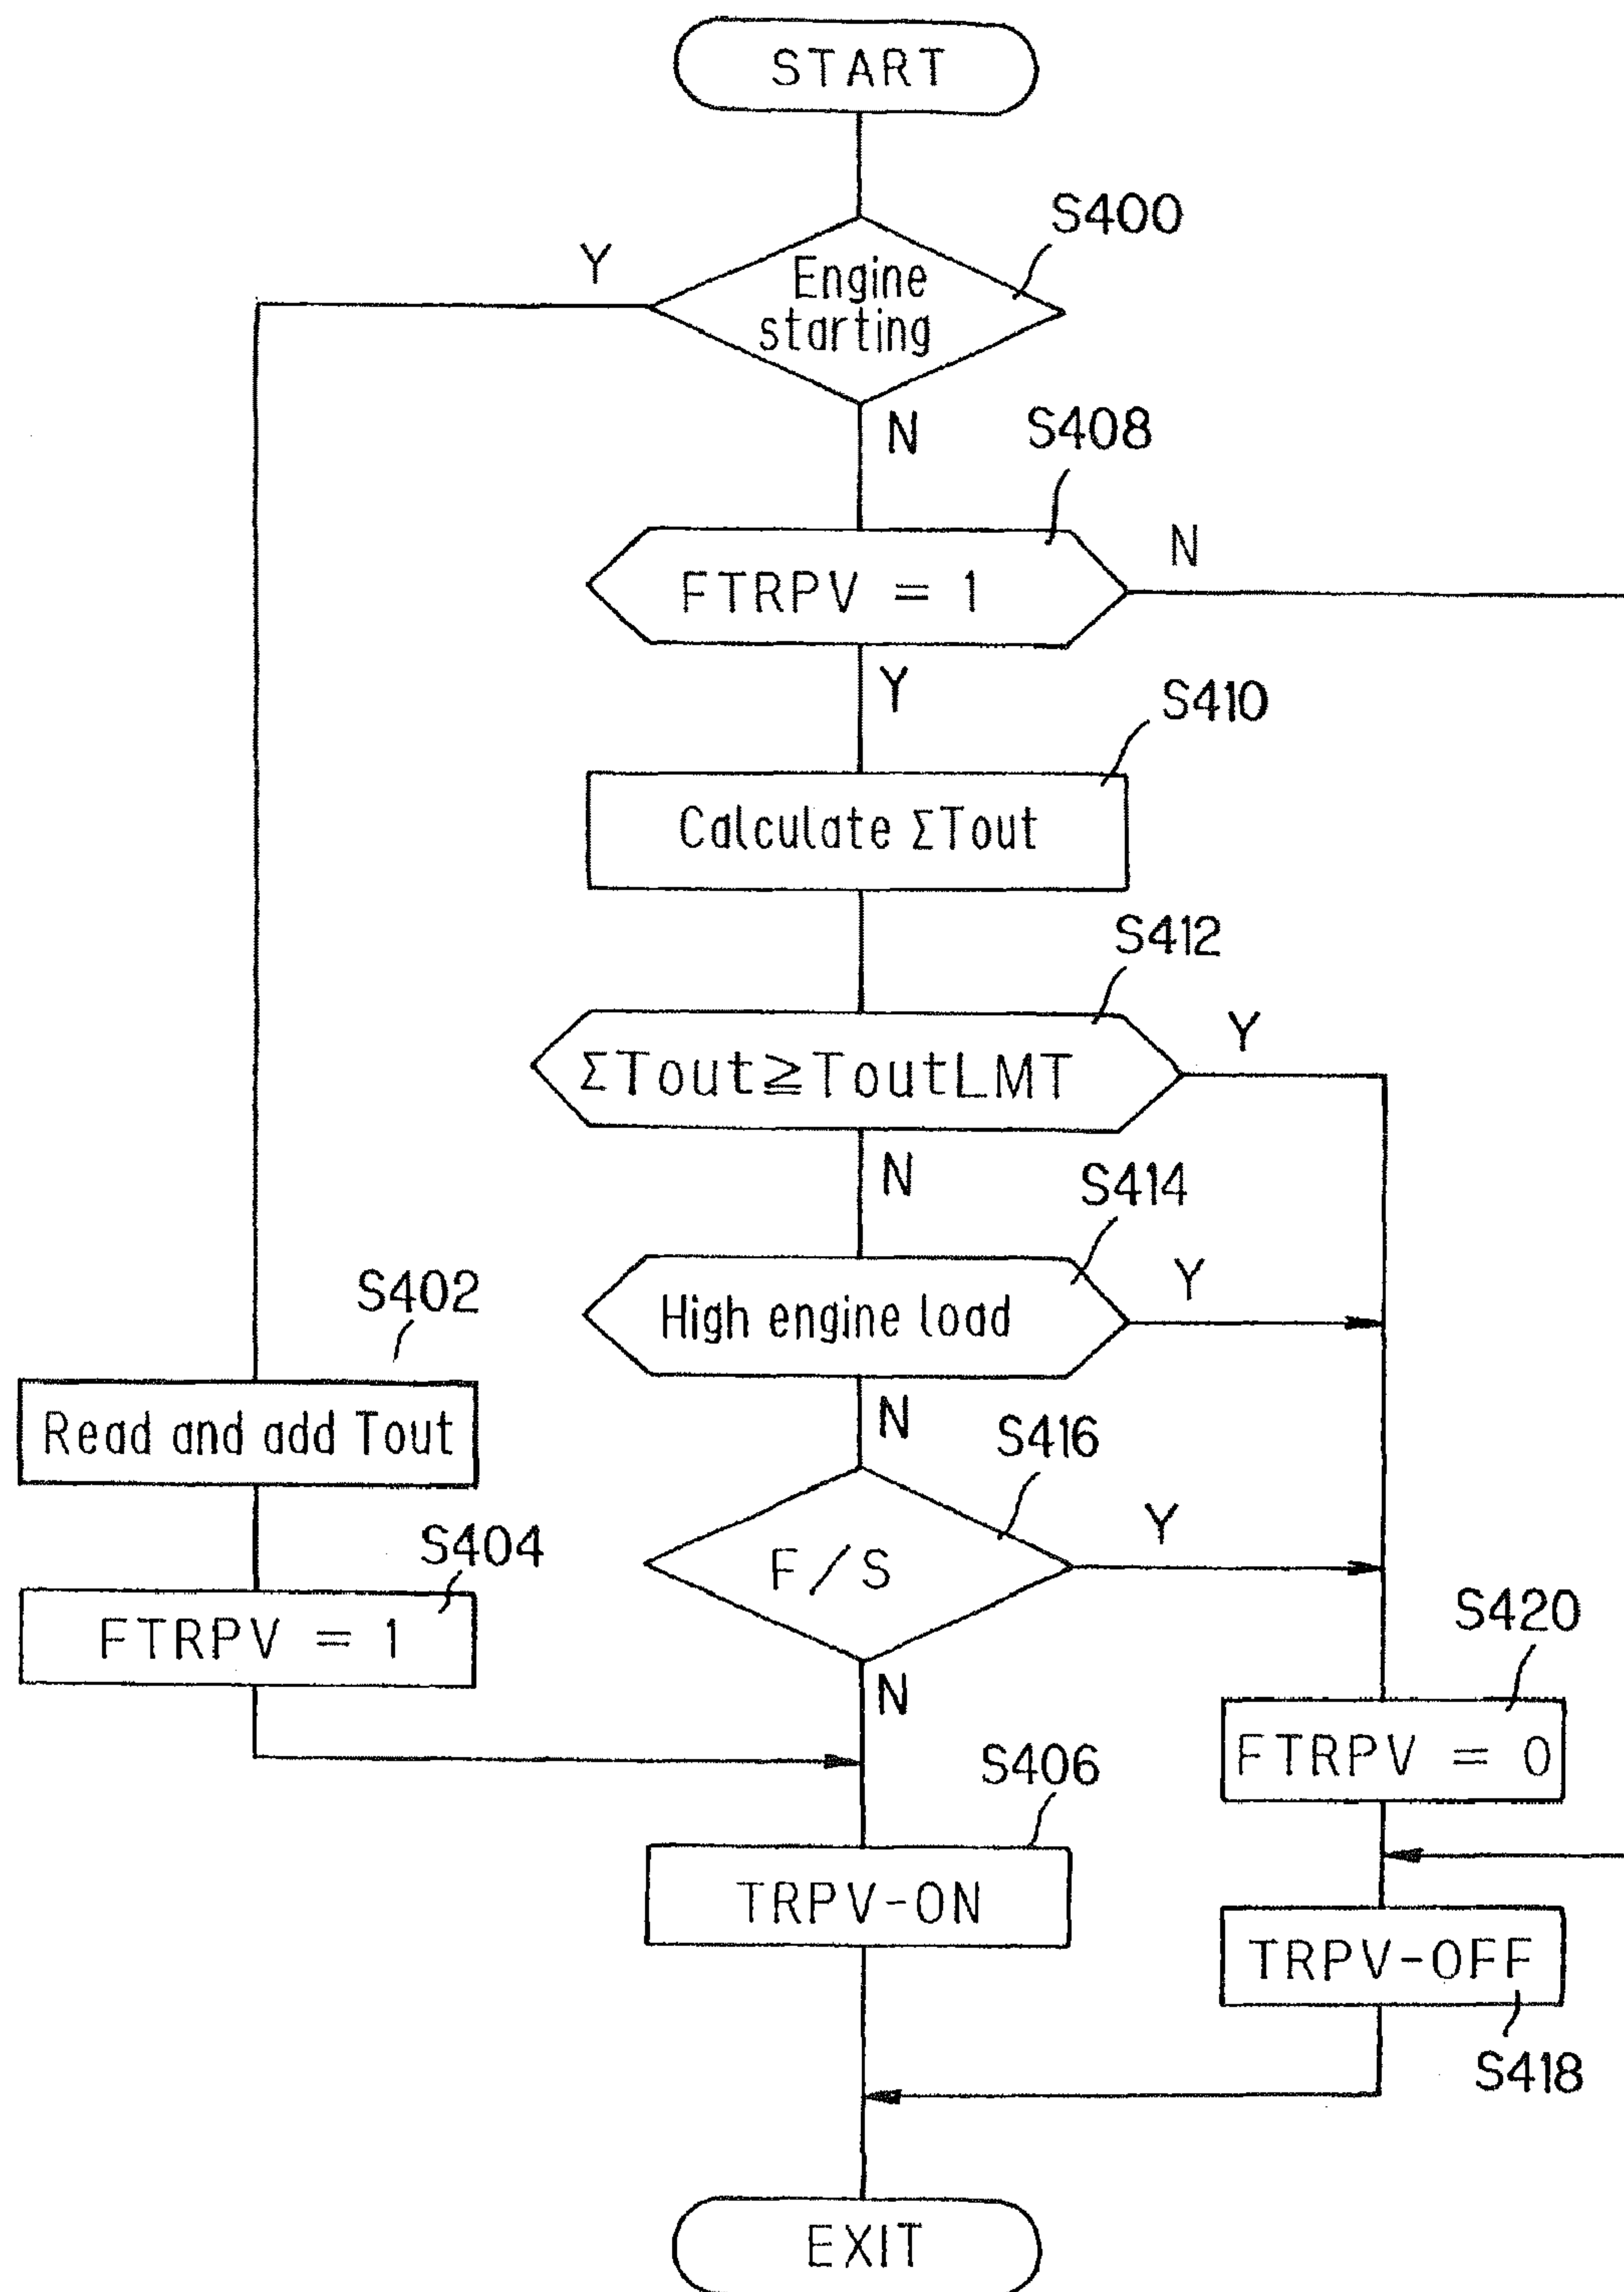 START
S400
Y
Engine
starting
N
S408
FTRPV = 1
N
Y
S410
Calculate ΣTout
S412
ΣTout≧ToutLMT
Y
N
S414
High engine load
Y
S402
Read and add Tout
N
S416
F/S
Y
S404
FTRPV = 1
N
S420
FTRPV = 0
S406
TRPV-ON
TRPV-OFF
S418
EXIT